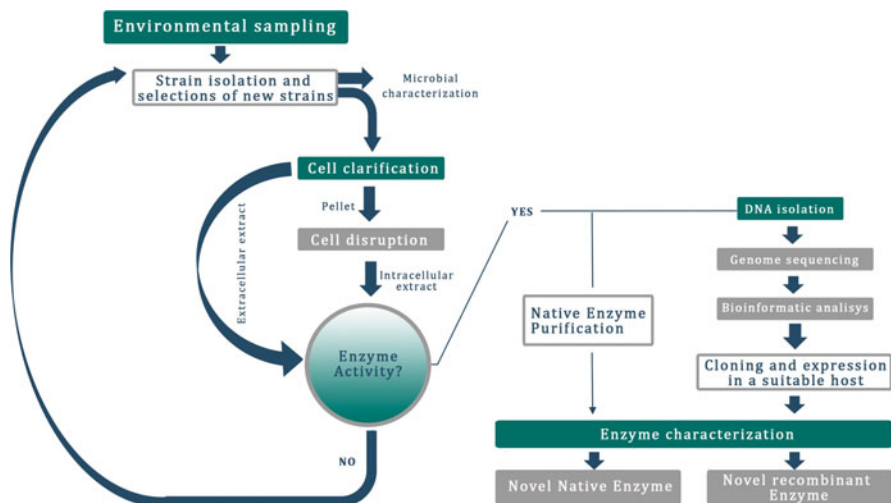 Environmental sampling
Strain isolation and
selections of new strains
Microbial
characterization
Cell clarification
Pellet
Extracellular extract
Cell disruption
Intracellular
extract
Enzyme
Activity?
NO
YES
DNA isolation
Genome sequencing
Bioinformatic analisys
Native Enzyme
Purification
Cloning and expression
in a suitable host
Enzyme characterization
Novel Native Enzyme
Novel recombinant
Enzyme